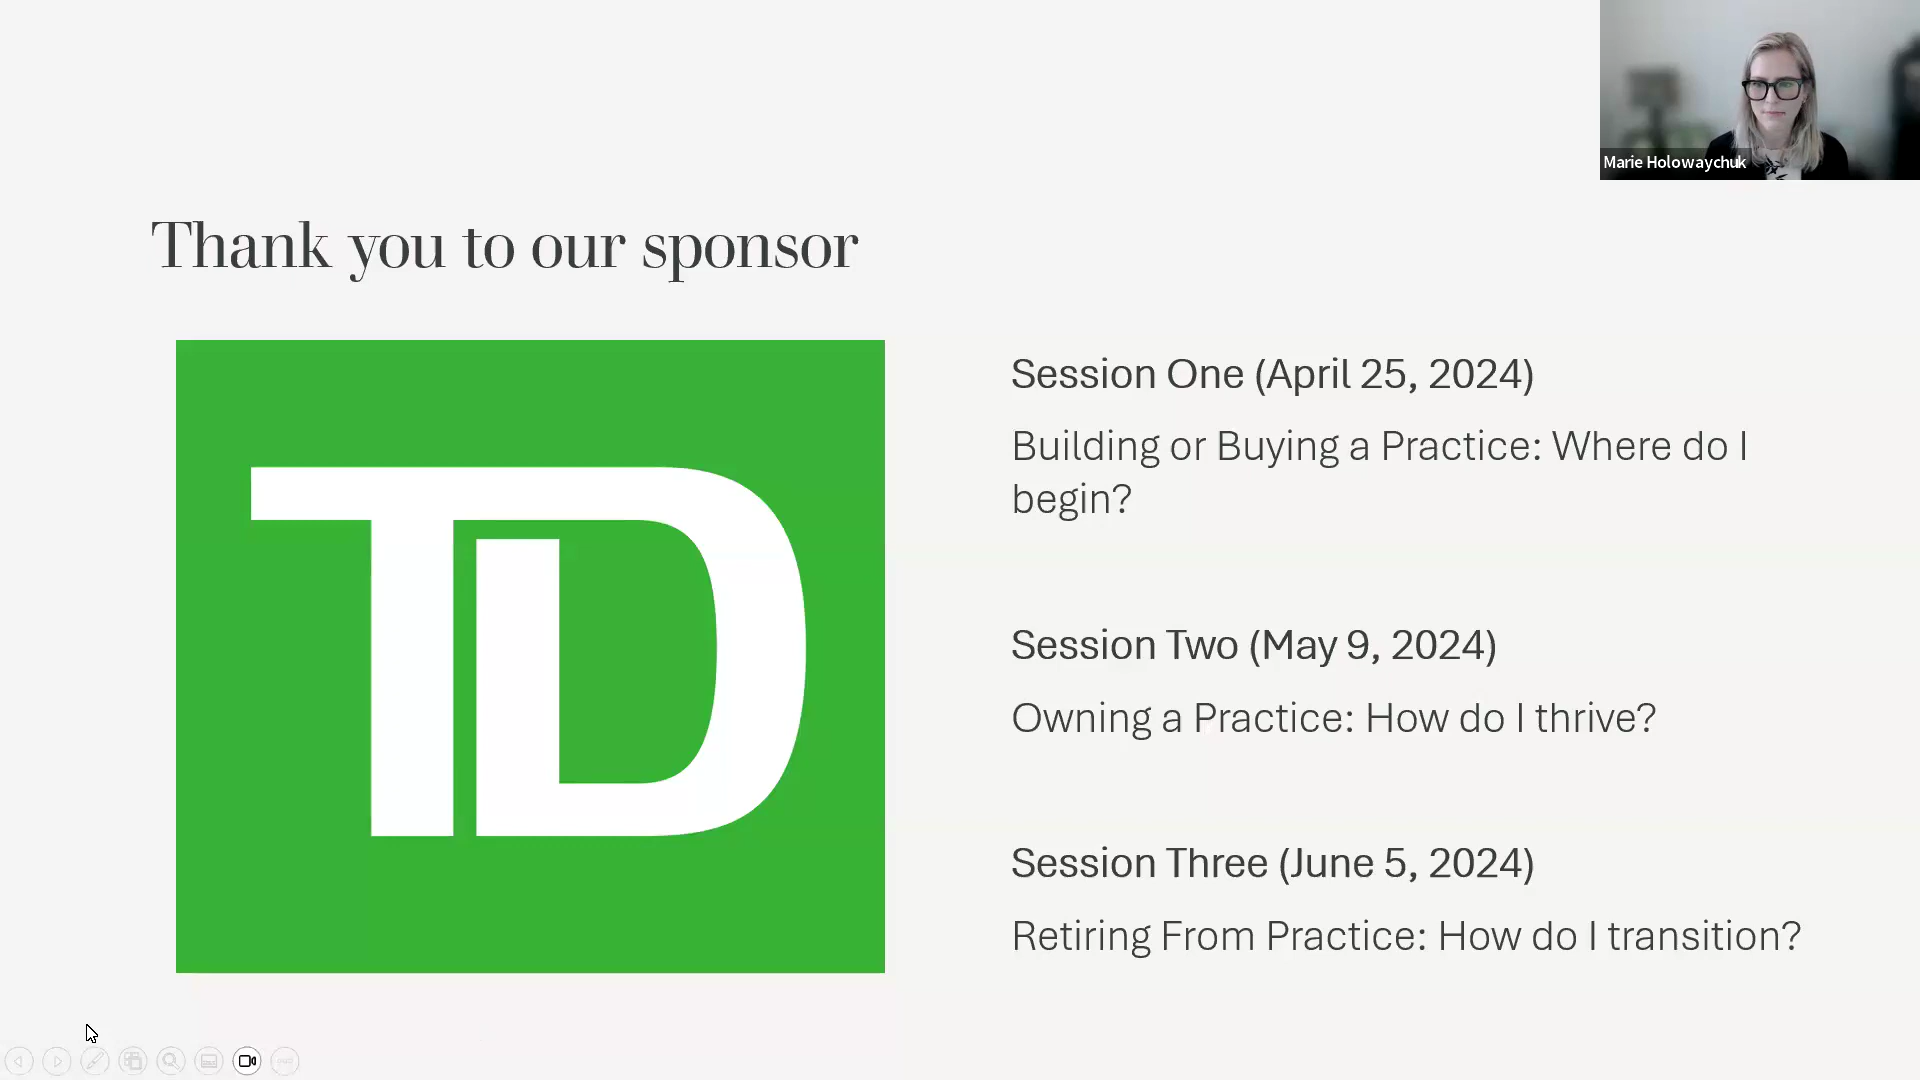 Marie Holowaychuk
Thank you to our sponsor
TD
Session One (April 25, 2024)
Building or Buying a Practice: Where do I
begin?
Session Two (May 9, 2024)
Owning a Practice: How do I thrive?
Session Three (June 5, 2024)
Retiring From Practice: How do I transition?